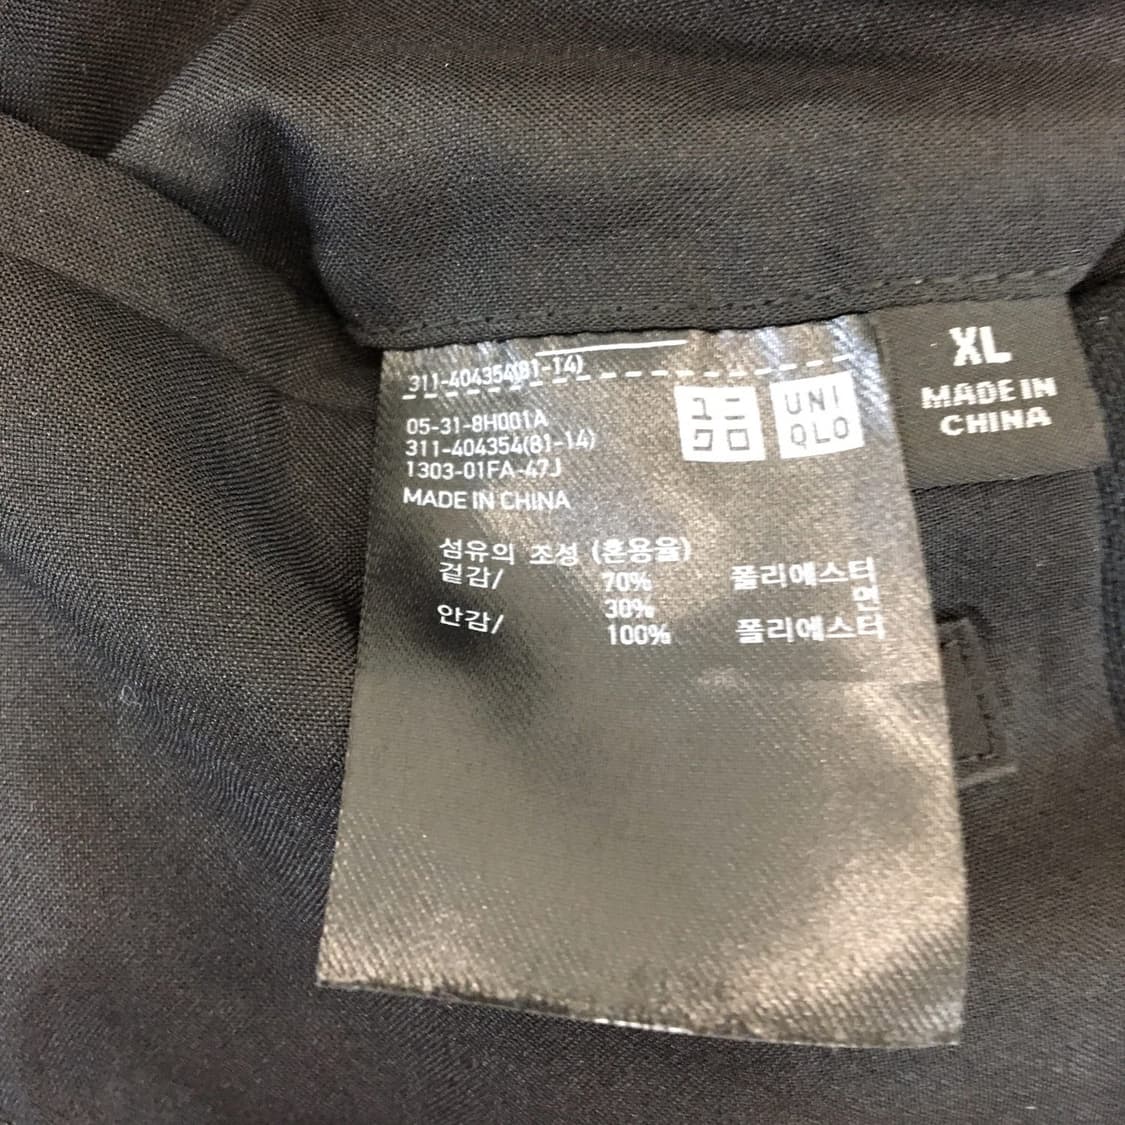 311-404354(81-14)
05-31-8H001A
311-404354(81-14)
1303-01FA-47J
MADE IN CHINA
ユニ
クロ
UNI
QLO
XL
MADE IN
CHINA
섬유의 조성 (혼용율)
겉감/ 70% 폴리에스터
30% 면
안감/ 100% 폴리에스터